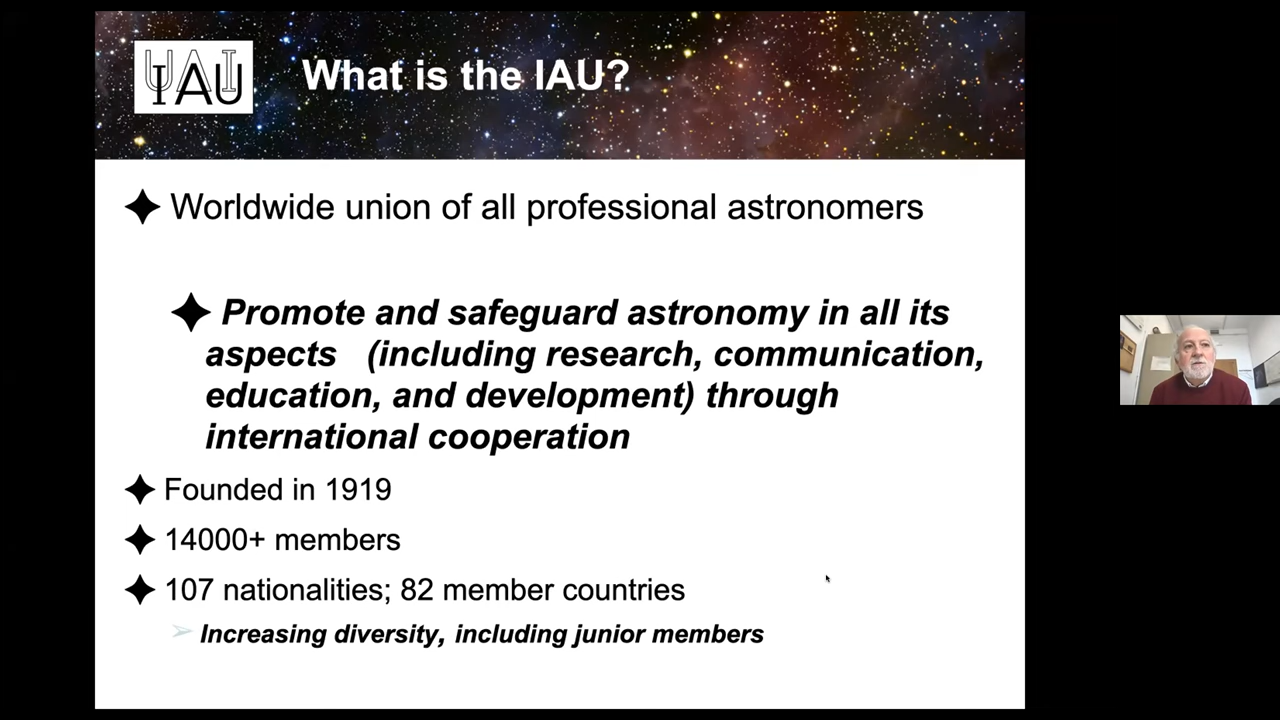 UAI
IAU
What is the IAU?
Worldwide union of all professional astronomers
Promote and safeguard astronomy in all its
aspects (including research, communication,
education, and development) through
international cooperation
Founded in 1919
14000+ members
107 nationalities; 82 member countries
Increasing diversity, including junior members